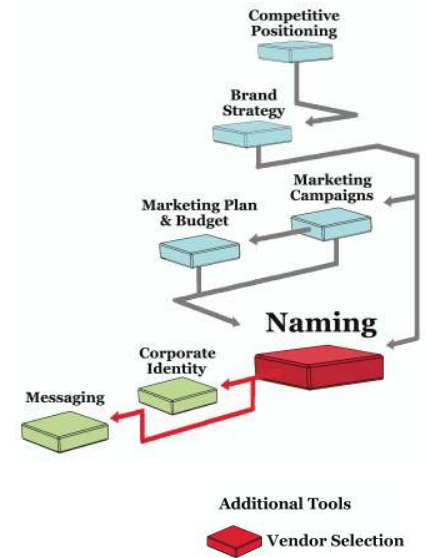 Competitive
Positioning
Brand
Strategy
Marketing
Campaigns
Marketing Plan
& Budget
Naming
Corporate
Identity
Messaging
Additional Tools
Vendor Selection